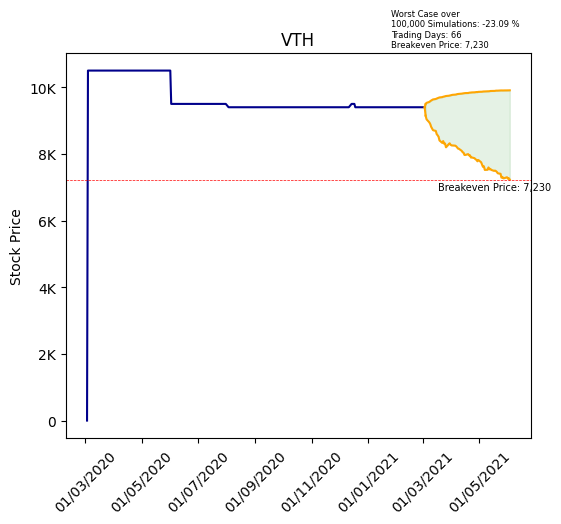 Worst Case over
100,000 Simulations: -23.09 %
Trading Days: 66
Breakeven Price: 7,230
VTH
Stock Price
10K
8K
6K
4K
2K
0
Breakeven Price: 7,230
01/03/2020
01/05/2020
01/07/2020
01/09/2020
01/11/2020
01/01/2021
01/03/2021
01/05/2021